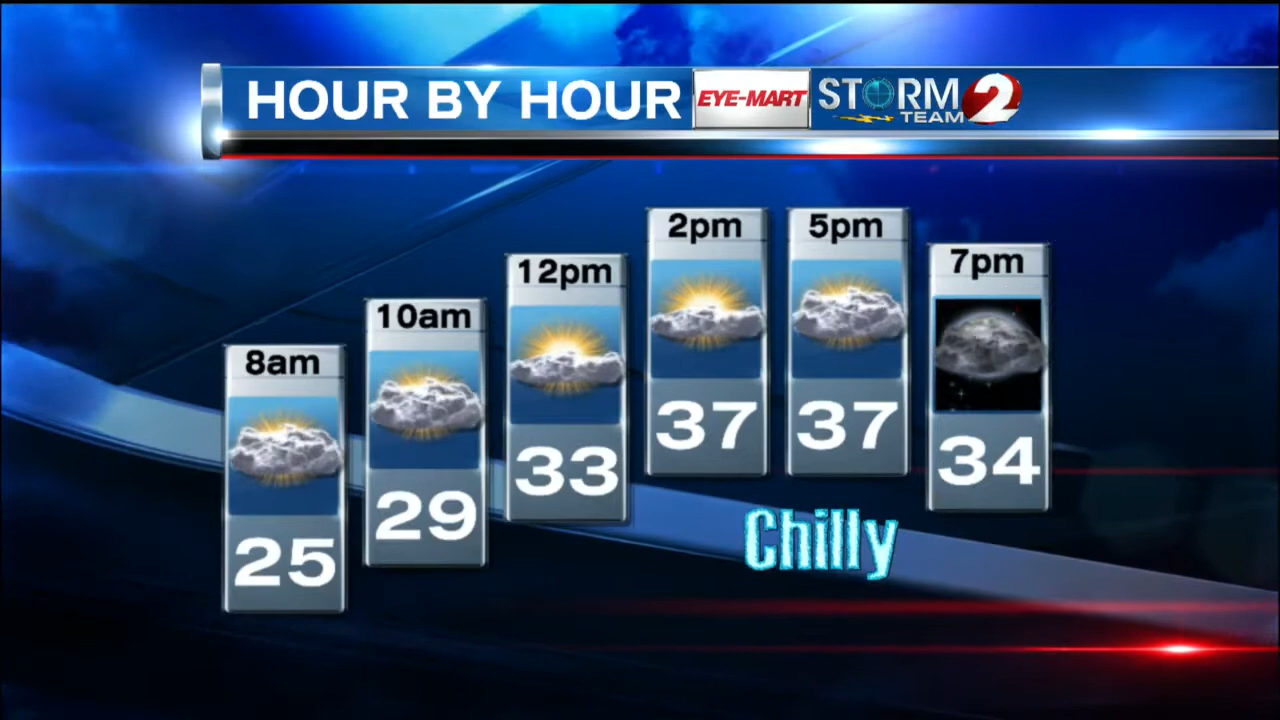 HOUR BY HOUR
EYE-MART
STORM
TEAM
2
8am
25
10am
29
12pm
33
2pm
37
5pm
37
7pm
34
Chilly